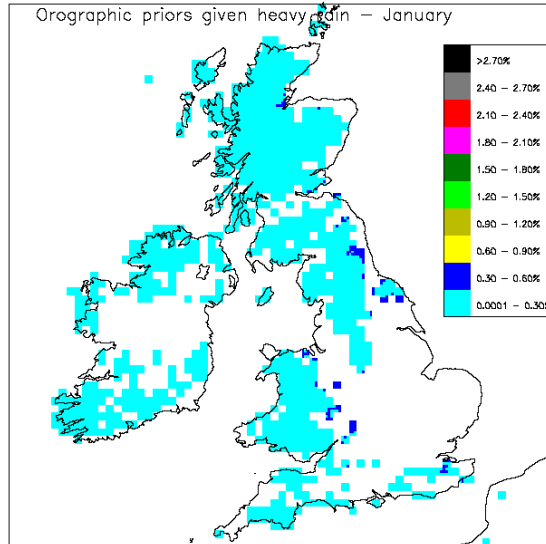 Orographic priors given heavy rain – January
>2.70%
2.40 – 2.70%
2.10 – 2.40%
1.80 – 2.10%
1.50 – 1.80%
1.20 – 1.50%
0.90 – 1.20%
0.60 – 0.90%
0.30 – 0.60%
0.0001 – 0.30%